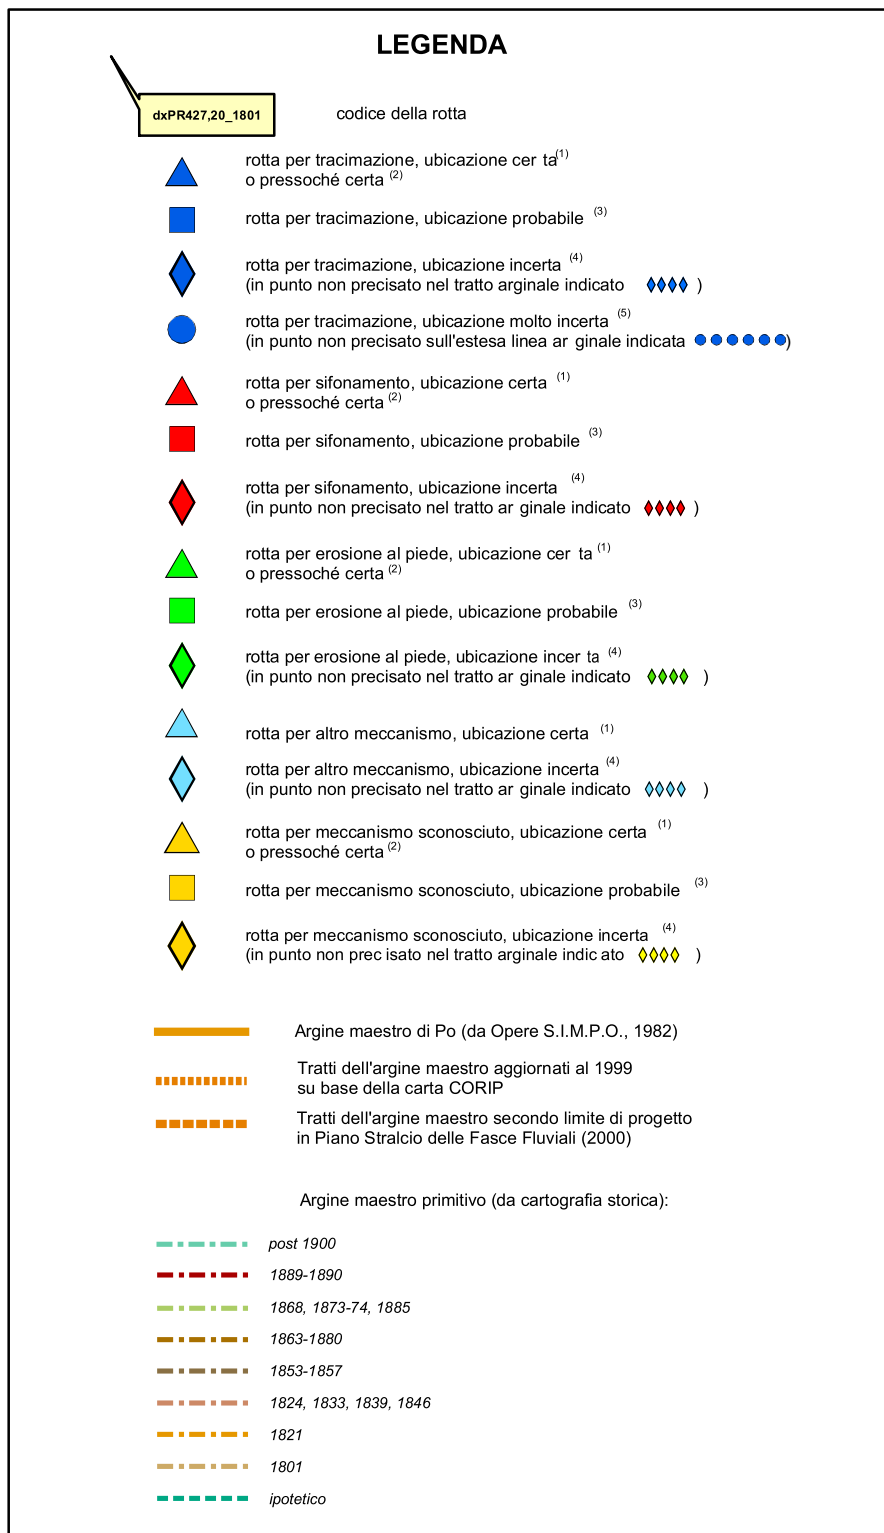 LEGENDA
dxPR427,20_1801
codice della rotta
rotta per tracimazione, ubicazione cer ta(1)
o pressoché certa (2)
rotta per tracimazione, ubicazione probabile (3)
rotta per tracimazione, ubicazione incerta (4)
(in punto non precisato nel tratto arginale indicato )
rotta per tracimazione, ubicazione molto incerta (5)
(in punto non precisato sull'estesa linea ar ginale indicata )
rotta per sifonamento, ubicazione certa (1)
o pressoché certa (2)
rotta per sifonamento, ubicazione probabile (3)
rotta per sifonamento, ubicazione incerta (4)
(in punto non precisato nel tratto ar ginale indicato )
rotta per erosione al piede, ubicazione cer ta (1)
o pressoché certa (2)
rotta per erosione al piede, ubicazione probabile (3)
rotta per erosione al piede, ubicazione incer ta (4)
(in punto non precisato nel tratto ar ginale indicato )
rotta per altro meccanismo, ubicazione certa (1)
rotta per altro meccanismo, ubicazione incerta (4)
(in punto non precisato nel tratto ar ginale indicato )
rotta per meccanismo sconosciuto, ubicazione certa (1)
o pressoché certa (2)
rotta per meccanismo sconosciuto, ubicazione probabile (3)
rotta per meccanismo sconosciuto, ubicazione incerta (4)
(in punto non prec isato nel tratto arginale indic ato )
Argine maestro di Po (da Opere S.I.M.P.O., 1982)
Tratti dell'argine maestro aggiornati al 1999
su base della carta CORIP
Tratti dell'argine maestro secondo limite di progetto
in Piano Stralcio delle Fasce Fluviali (2000)
Argine maestro primitivo (da cartografia storica):
post 1900
1889-1890
1868, 1873-74, 1885
1863-1880
1853-1857
1824, 1833, 1839, 1846
1821
1801
ipotetico